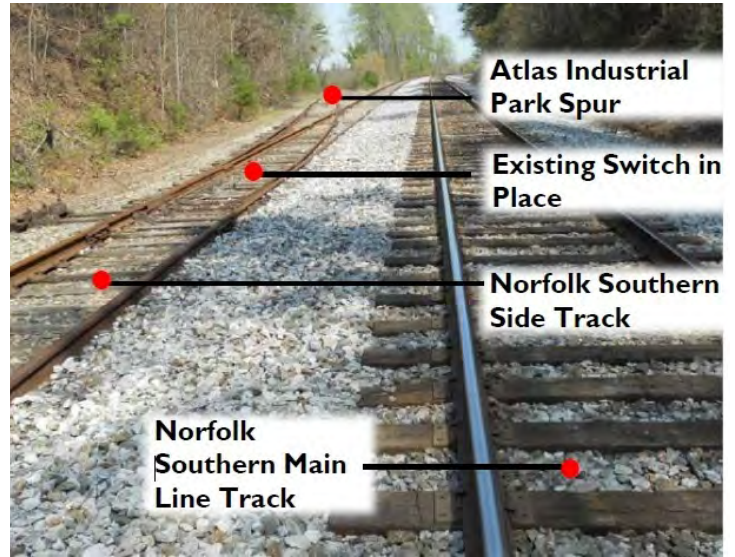 Atlas Industrial
Park Spur
Existing Switch in
Place
Norfolk Southern
Side Track
Norfolk
Southern Main
Line Track